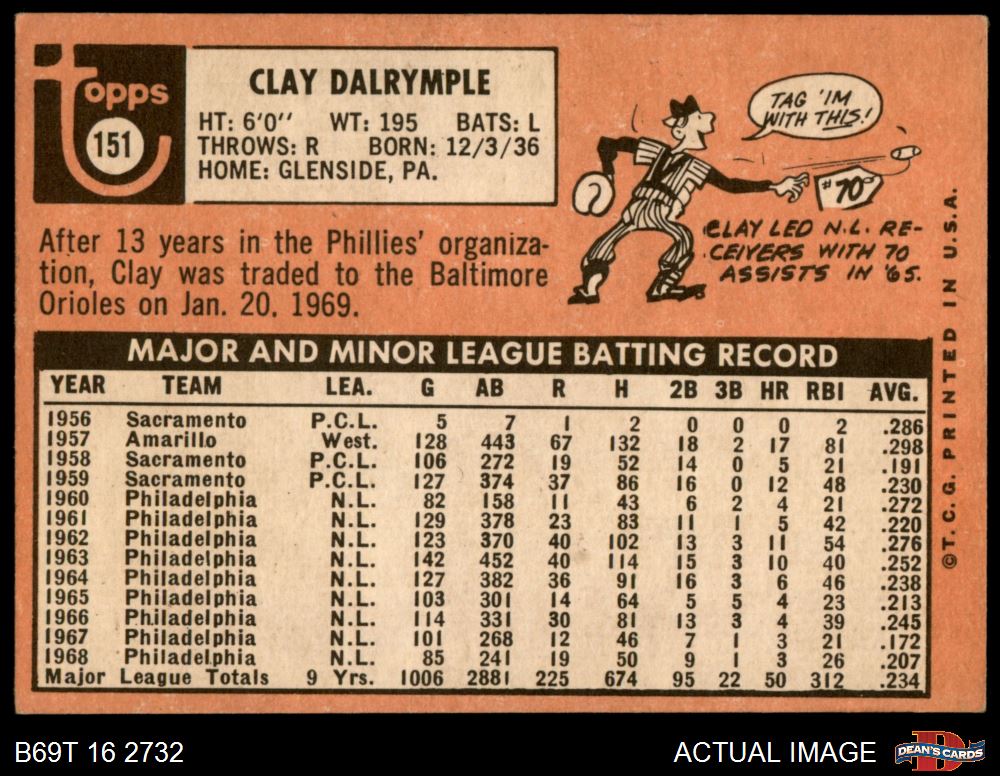 topps
151
CLAY DALRYMPLE
HT: 6'0'' WT: 195 BATS: L
THROWS: R BORN: 12/3/36
HOME: GLENSIDE, PA.
TAG 'IM
WITH THIS!
#70
CLAY LED N.L. RE-
CEIVERS WITH 70
ASSISTS IN '65.
After 13 years in the Phillies' organiza-
tion, Clay was traded to the Baltimore
Orioles on Jan. 20, 1969.
MAJOR AND MINOR LEAGUE BATTING RECORD
YEAR TEAM LEA. G AB R H 2B 3B HR RBI AVG.
1956 Sacramento P.C.L. 5 7 1 2 0 0 0 2 .286
1957 Amarillo West. 128 443 67 132 18 2 17 81 .298
1958 Sacramento P.C.L. 106 272 19 52 14 0 5 21 .191
1959 Sacramento P.C.L. 127 374 37 86 16 0 12 48 .230
1960 Philadelphia N.L. 82 158 11 43 6 2 4 21 .272
1961 Philadelphia N.L. 129 378 23 83 11 1 5 42 .220
1962 Philadelphia N.L. 123 370 40 102 13 3 11 54 .276
1963 Philadelphia N.L. 142 452 40 114 15 3 10 40 .252
1964 Philadelphia N.L. 127 382 36 91 16 3 6 46 .238
1965 Philadelphia N.L. 103 301 14 64 5 5 4 23 .213
1966 Philadelphia N.L. 114 331 30 81 13 3 4 39 .245
1967 Philadelphia N.L. 101 268 12 46 7 1 3 21 .172
1968 Philadelphia N.L. 85 241 19 50 9 1 3 26 .207
Major League Totals 9 Yrs. 1006 2881 225 674 95 22 50 312 .234
©T.C.G. PRINTED IN U.S.A.
B69T 16 2732
ACTUAL IMAGE
D
DEAN'S CARDS